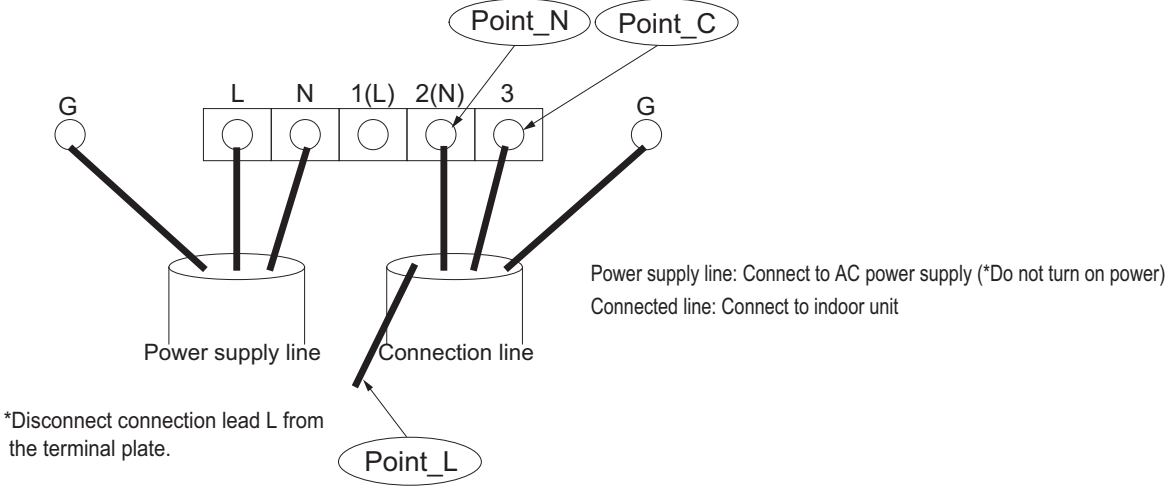 Point_N
Point_C
G
L
N
1(L)
2(N)
3
G
Power supply line: Connect to AC power supply (*Do not turn on power)
Connected line: Connect to indoor unit
Power supply line
Connection line
*Disconnect connection lead L from
the terminal plate.
Point_L